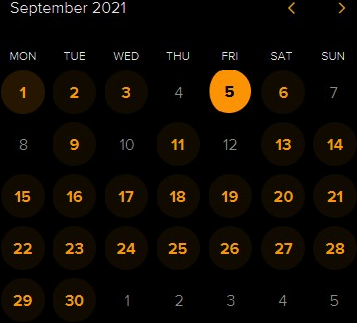 September 2021
MON TUE WED THU FRI SAT SUN
1 2 3 4 5 6 7
8 9 10 11 12 13 14
15 16 17 18 19 20 21
22 23 24 25 26 27 28
29 30 1 2 3 4 5